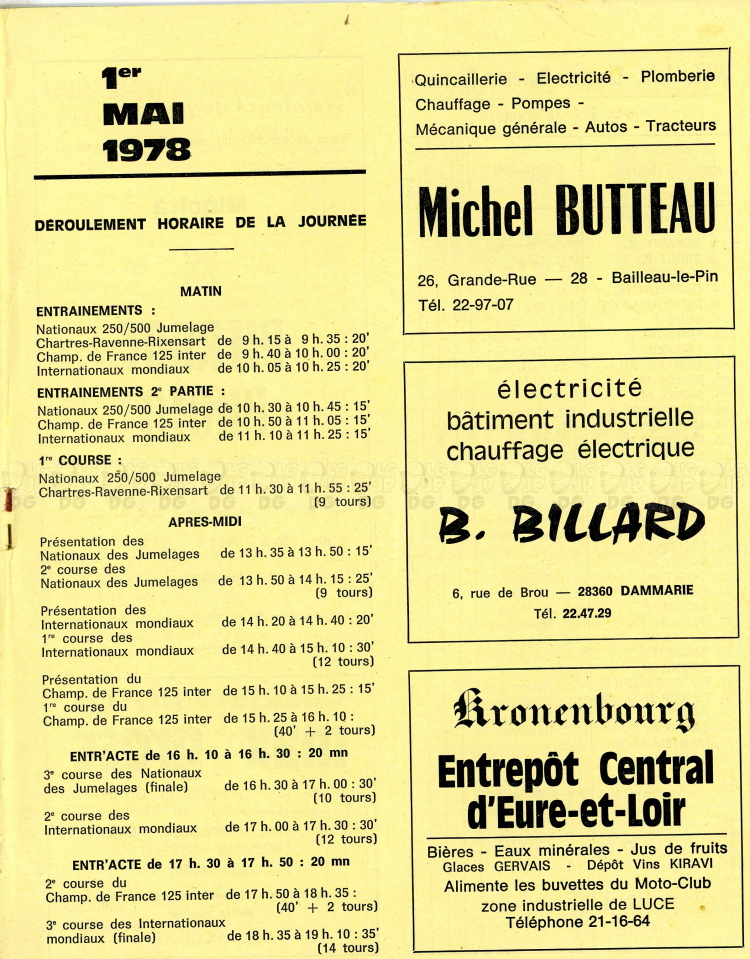 1er
MAI
1978
DÉROULEMENT HORAIRE DE LA JOURNÉE
MATIN
ENTRAINEMENTS :
Nationaux 250/500 Jumelage
Chartres-Ravenne-Rixensart de 9 h. 15 à 9 h. 35 : 20'
Champ. de France 125 inter de 9 h. 40 à 10 h. 00 : 20'
Internationaux mondiaux de 10 h. 05 à 10 h. 25 : 20'
ENTRAINEMENTS 2e PARTIE :
Nationaux 250/500 Jumelage de 10 h. 30 à 10 h. 45 : 15'
Champ. de France 125 inter de 10 h. 50 à 11 h. 05 : 15'
Internationaux mondiaux de 11 h. 10 à 11 h. 25 : 15'
1re COURSE :
Nationaux 250/500 Jumelage
Chartres-Ravenne-Rixensart de 11 h. 30 à 11 h. 55 : 25'
(9 tours)
APRES-MIDI
Présentation des
Nationaux des Jumelages de 13 h. 35 à 13 h. 50 : 15'
2e course des
Nationaux des Jumelages de 13 h. 50 à 14 h. 15 : 25'
(9 tours)
Présentation des
Internationaux mondiaux de 14 h. 20 à 14 h. 40 : 20'
1re course des
Internationaux mondiaux de 14 h. 40 à 15 h. 10 : 30'
(12 tours)
Présentation du
Champ. de France 125 inter de 15 h. 10 à 15 h. 25 : 15'
1re course du
Champ. de France 125 inter de 15 h. 25 à 16 h. 10 :
(40' + 2 tours)
ENTR'ACTE de 16 h. 10 à 16 h. 30 : 20 mn
3e course des Nationaux
des Jumelages (finale) de 16 h. 30 à 17 h. 00 : 30'
(10 tours)
2e course des
Internationaux mondiaux de 17 h. 00 à 17 h. 30 : 30'
(12 tours)
ENTR'ACTE de 17 h. 30 à 17 h. 50 : 20 mn
2e course du
Champ. de France 125 inter de 17 h. 50 à 18 h. 35 :
(40' + 2 tours)
3e course des Internationaux
mondiaux (finale) de 18 h. 35 à 19 h. 10 : 35'
(14 tours)
Quincaillerie - Electricité - Plomberie
Chauffage - Pompes -
Mécanique générale - Autos - Tracteurs
Michel BUTTEAU
26, Grande-Rue — 28 - Bailleau-le-Pin
Tél. 22-97-07
électricité
bâtiment industrielle
chauffage électrique
B. BILLARD
6, rue de Brou — 28360 DAMMARIE
Tél. 22.47.29
Kronenbourg
Entrepôt Central
d'Eure-et-Loir
Bières - Eaux minérales - Jus de fruits
Glaces GERVAIS - Dépôt Vins KIRAVI
Alimente les buvettes du Moto-Club
zone industrielle de LUCE
Téléphone 21-16-64